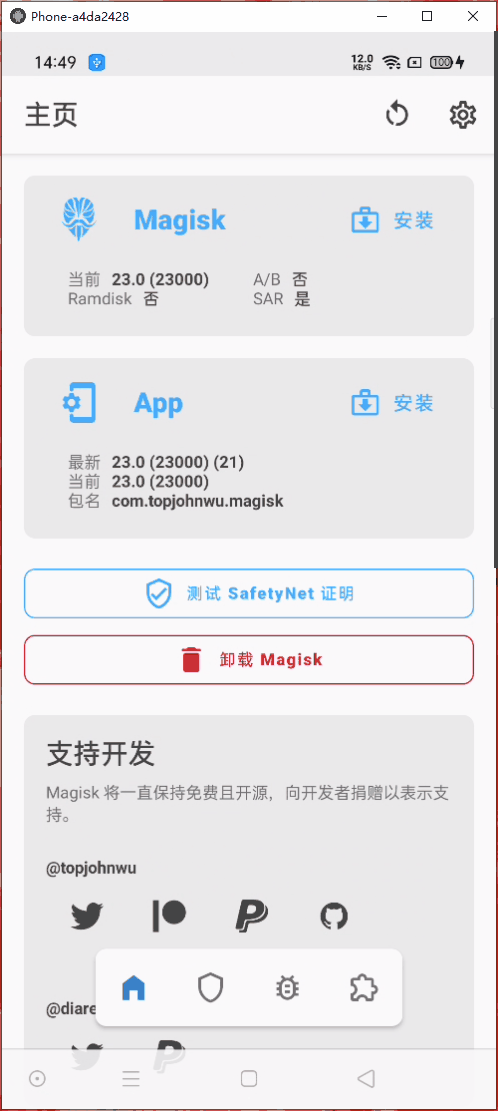 Phone-a4da2428
14:49 12.0 KB/S 100
主页
Magisk 安装
当前 23.0 (23000) A/B 否
Ramdisk 否 SAR 是
App 安装
最新 23.0 (23000) (21)
当前 23.0 (23000)
包名 com.topjohnwu.magisk
测试 SafetyNet 证明
卸载 Magisk
支持开发
Magisk 将一直保持免费且开源，向开发者捐赠以表示支
持。
@topjohnwu
@diare